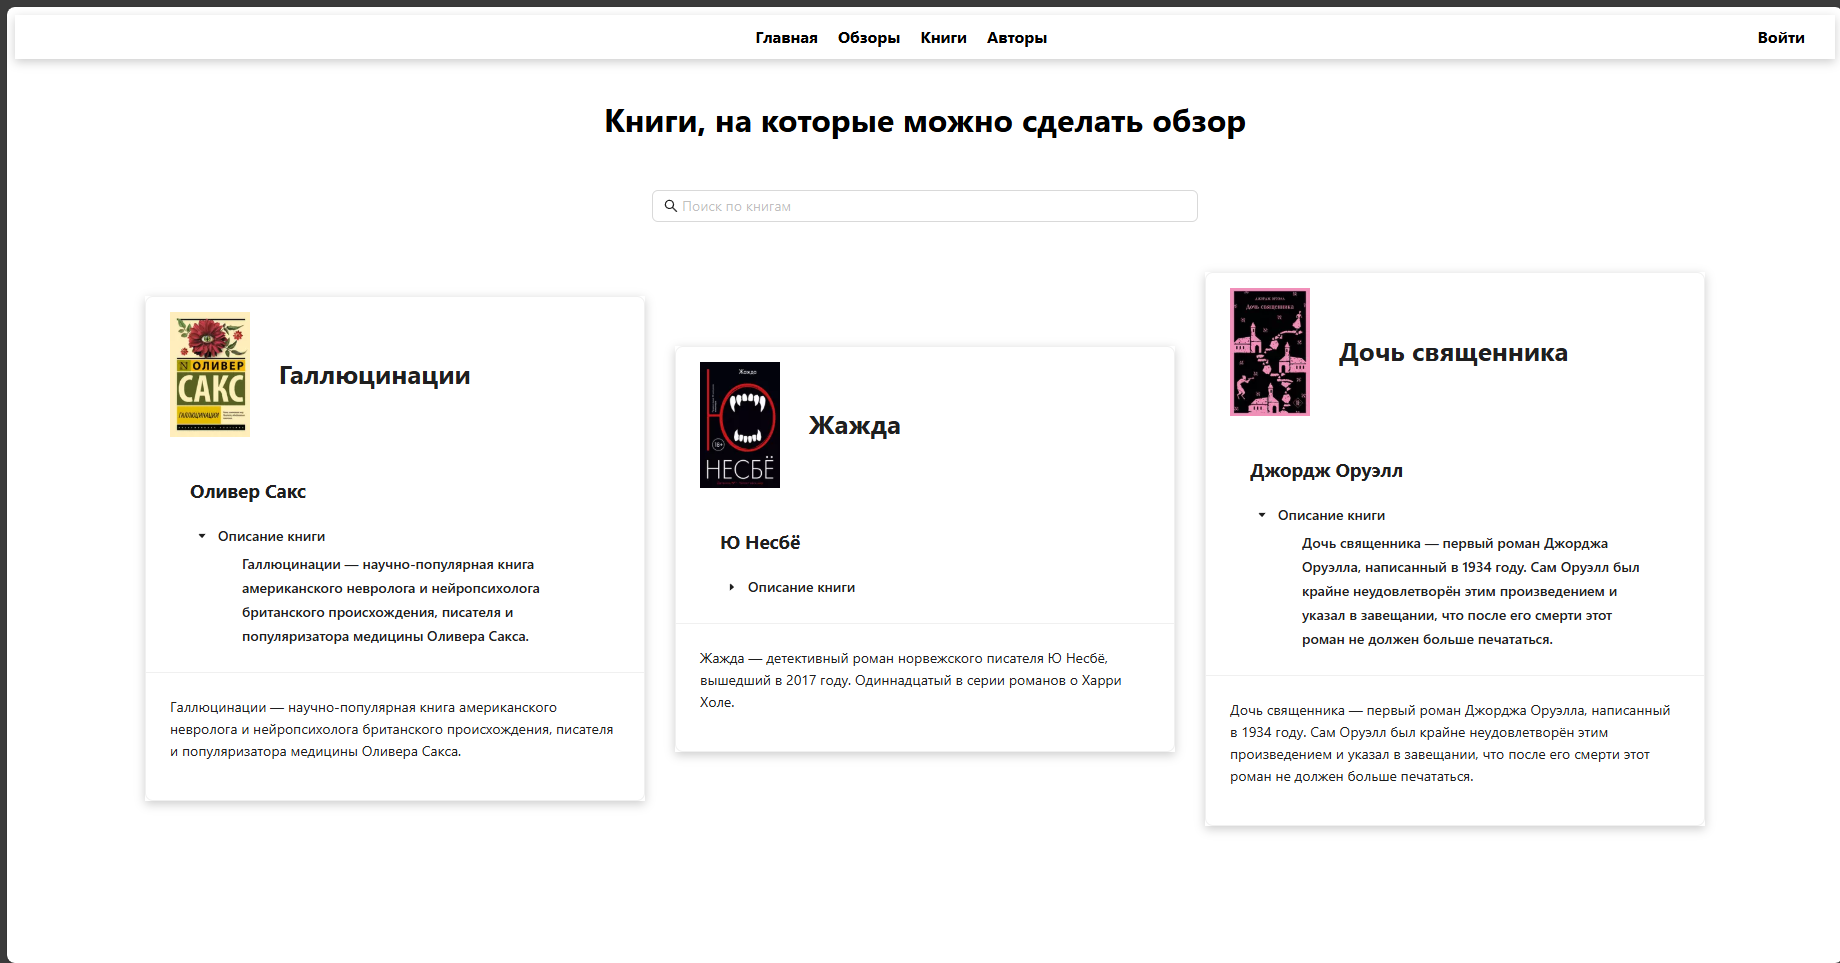 Главная Обзоры Книги Авторы Войти
Книги, на которые можно сделать обзор
Поиск по книгам
ОЛИВЕР
САКС
ГАЛЛЮЦИНАЦИИ
Галлюцинации
Оливер Сакс
Описание книги
Галлюцинации — научно-популярная книга
американского невролога и нейропсихолога
британского происхождения, писателя и
популяризатора медицины Оливера Сакса.
Галлюцинации — научно-популярная книга американского
невролога и нейропсихолога британского происхождения, писателя
и популяризатора медицины Оливера Сакса.
Жажда
18+
НЕСБЁ
Жажда
Ю Несбё
Описание книги
Жажда — детективный роман норвежского писателя Ю Несбё,
вышедший в 2017 году. Одиннадцатый в серии романов о Харри
Холе.
ДЖОРДЖ ОРУЭЛЛ
Дочь священника
Дочь священника
Джордж Оруэлл
Описание книги
Дочь священника — первый роман Джорджа
Оруэлла, написанный в 1934 году. Сам Оруэлл был
крайне неудовлетворён этим произведением и
указал в завещании, что после его смерти этот
роман не должен больше печататься.
Дочь священника — первый роман Джорджа Оруэлла, написанный
в 1934 году. Сам Оруэлл был крайне неудовлетворён этим
произведением и указал в завещании, что после его смерти этот
роман не должен больше печататься.